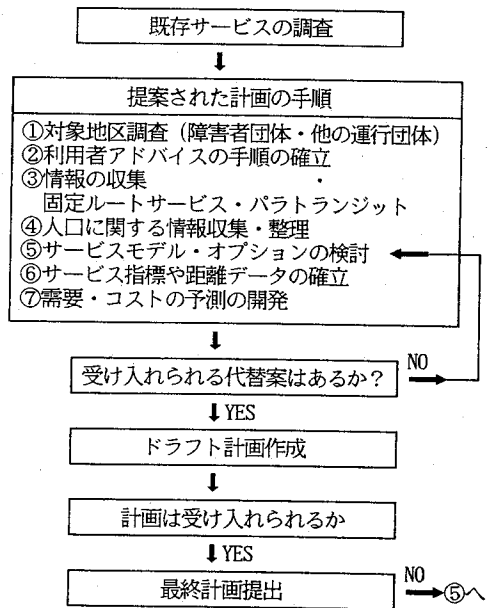 既存サービスの調査
提案された計画の手順
①対象地区調査（障害者団体・他の運行団体）
②利用者アドバイスの手順の確立
③情報の収集
固定ルートサービス・パラトランジット
④人口に関する情報収集・整理
⑤サービスモデル・オプションの検討
⑥サービス指標や距離データの確立
⑦需要・コストの予測の開発
受け入れられる代替案はあるか？
NO
YES
ドラフト計画作成
計画は受け入れられるか
YES
最終計画提出
NO
⑤へ